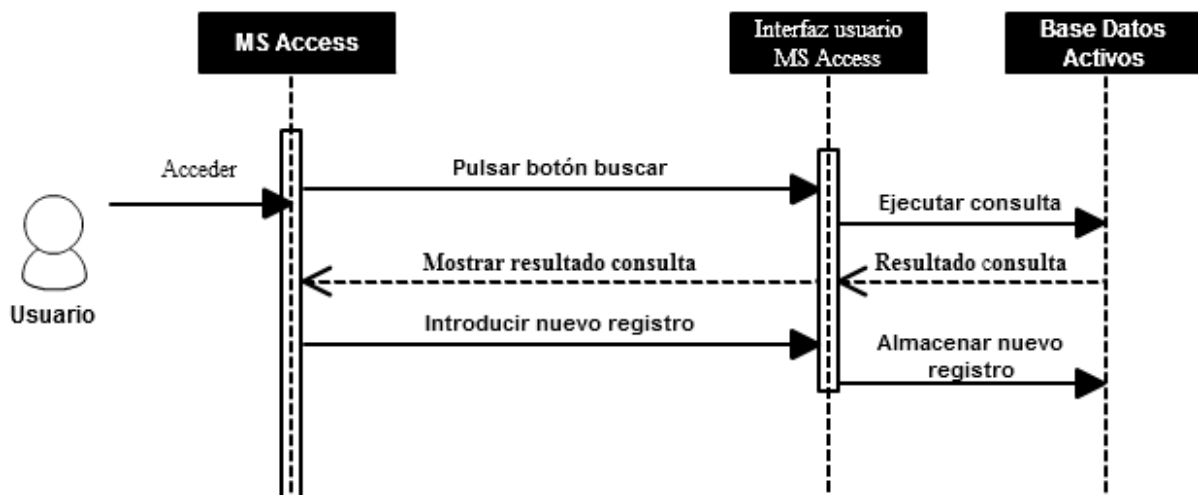 MS Access
Interfaz usuario
MS Access
Base Datos
Activos
Acceder
Pulsar botón buscar
Ejecutar consulta
Mostrar resultado consulta
Resultado consulta
Usuario
Introducir nuevo registro
Almacenar nuevo
registro